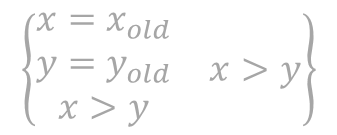 x = x_old
y = y_old    x > y
x > y